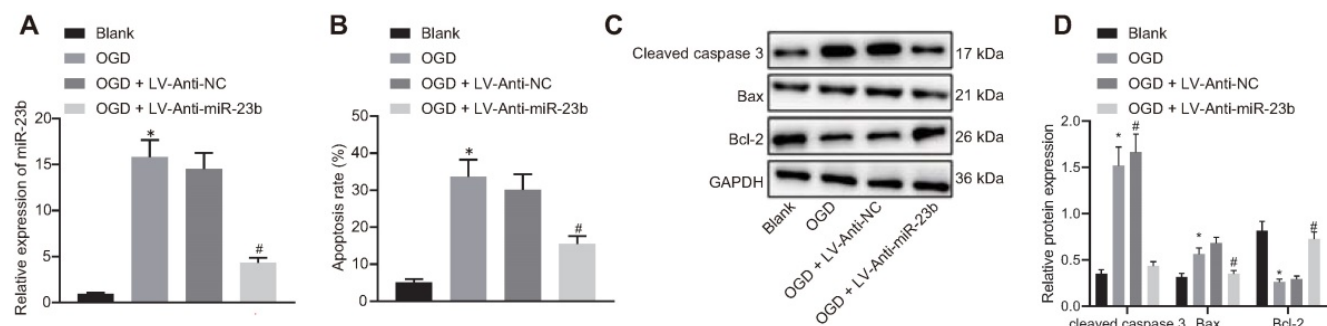 A
Blank
OGD
OGD + LV-Anti-NC
OGD + LV-Anti-miR-23b
Relative expression of miR-23b
20
15
10
5
0
*
#
B
Blank
OGD
OGD + LV-Anti-NC
OGD + LV-Anti-miR-23b
Apoptosis rate (%)
50
40
30
20
10
0
*
#
C
Cleaved caspase 3
17 kDa
Bax
21 kDa
Bcl-2
26 kDa
GAPDH
36 kDa
Blank
OGD
OGD + LV-Anti-NC
OGD + LV-Anti-miR-23b
D
Blank
OGD
OGD + LV-Anti-NC
OGD + LV-Anti-miR-23b
Relative protein expression
2.0
1.5
1.0
0.5
0.0
*
#
*
#
*
#
cleaved caspase 3
Bax
Bcl-2